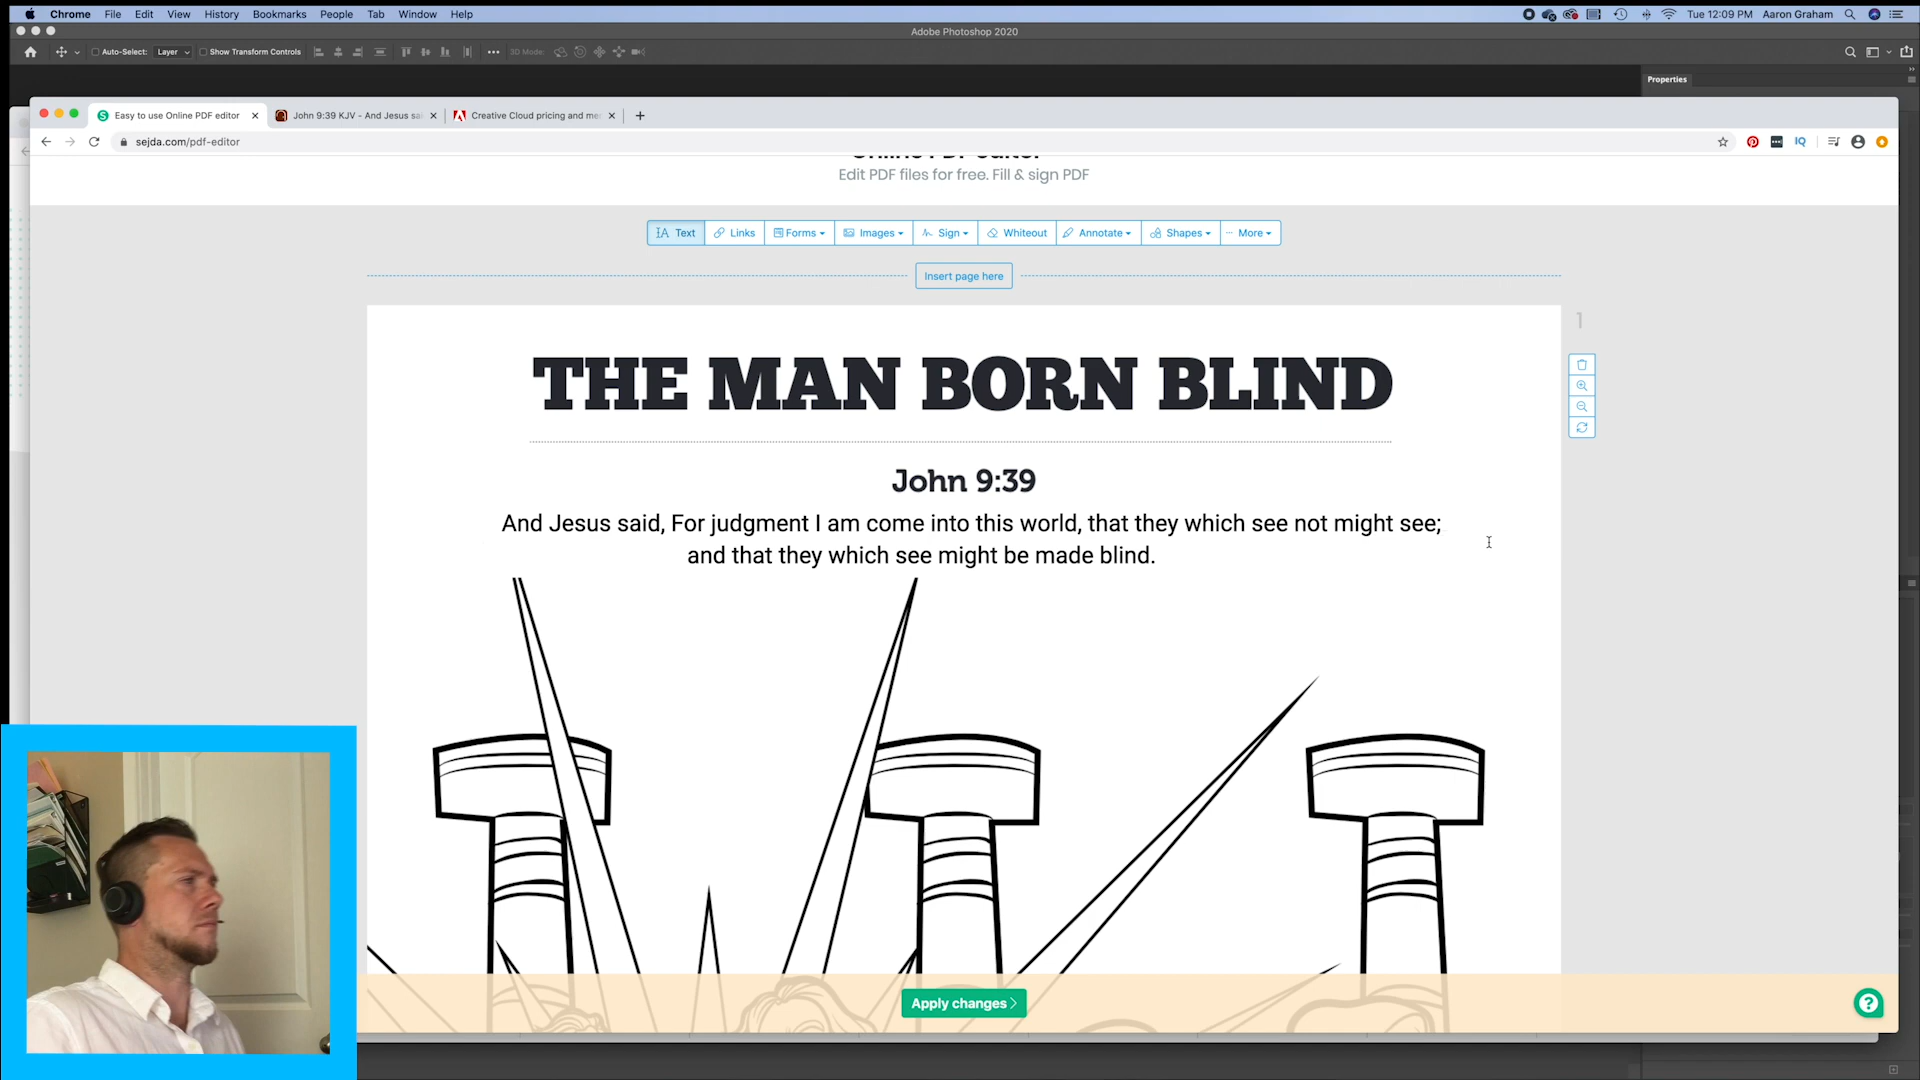 Chrome File Edit View History Bookmarks People Tab Window Help
Tue 12:09 PM Aaron Graham
Adobe Photoshop 2020
Auto-Select: Layer Show Transform Controls
3D Mode:
Properties
Easy to use Online PDF editor
John 9:39 KJV - And Jesus sai
Creative Cloud pricing and me
sejda.com/pdf-editor
IQ
Online PDF editor
Edit PDF files for free. Fill & sign PDF
Text Links Forms Images Sign Whiteout Annotate Shapes More
Insert page here
1
THE MAN BORN BLIND
John 9:39
And Jesus said, For judgment I am come into this world, that they which see not might see;
and that they which see might be made blind.
Apply changes